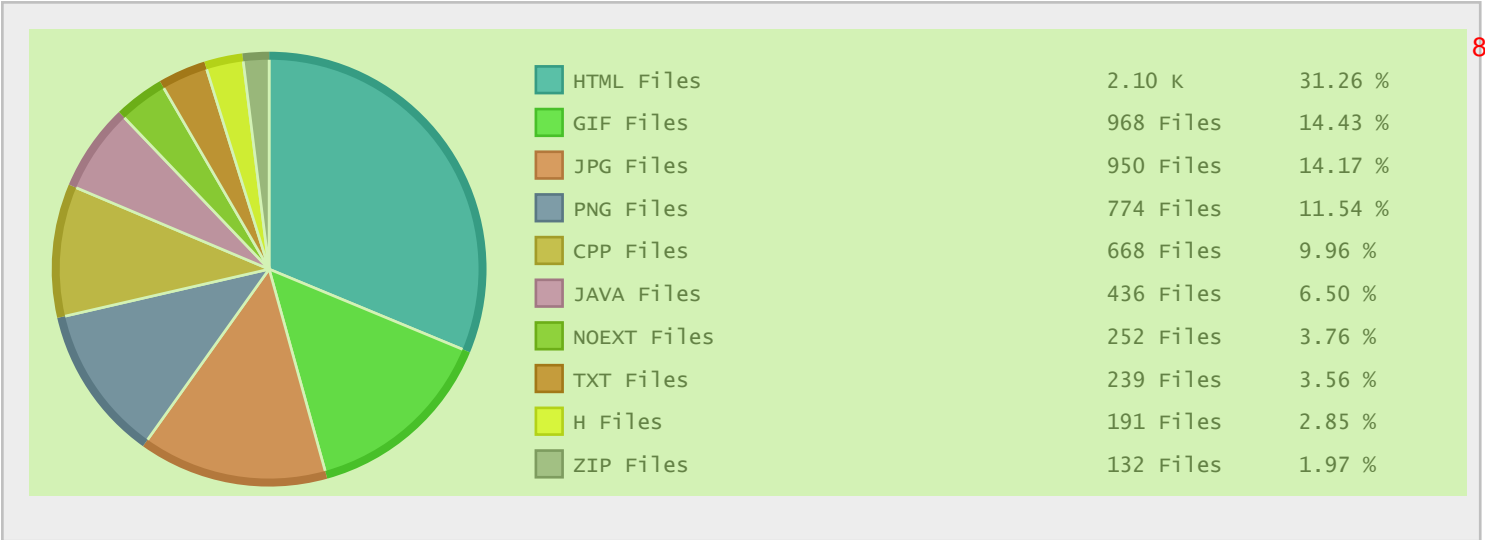 8
HTML Files 2.10 K 31.26 %
GIF Files 968 Files 14.43 %
JPG Files 950 Files 14.17 %
PNG Files 774 Files 11.54 %
CPP Files 668 Files 9.96 %
JAVA Files 436 Files 6.50 %
NOEXT Files 252 Files 3.76 %
TXT Files 239 Files 3.56 %
H Files 191 Files 2.85 %
ZIP Files 132 Files 1.97 %